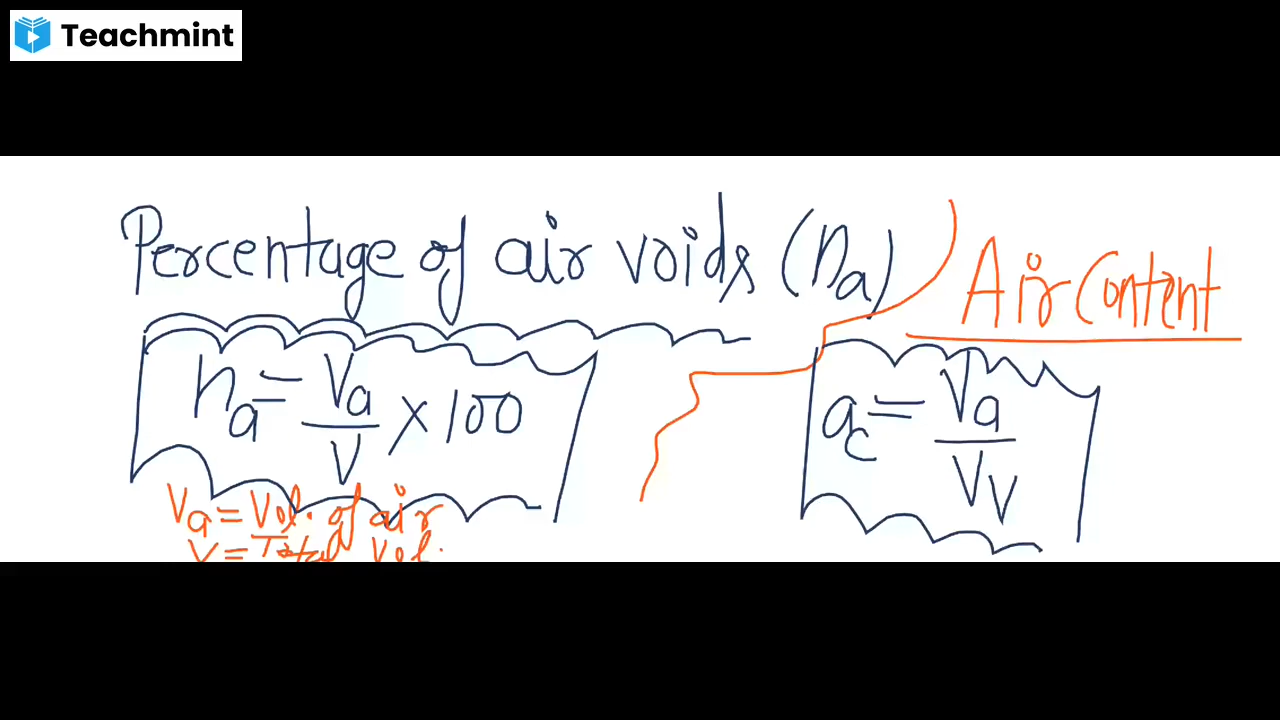 Teachmint
Percentage of air voids (na)
Air Content
na = Va/V × 100
ac = Va/Vv
Va = Vol. of air
V = Total Vol.